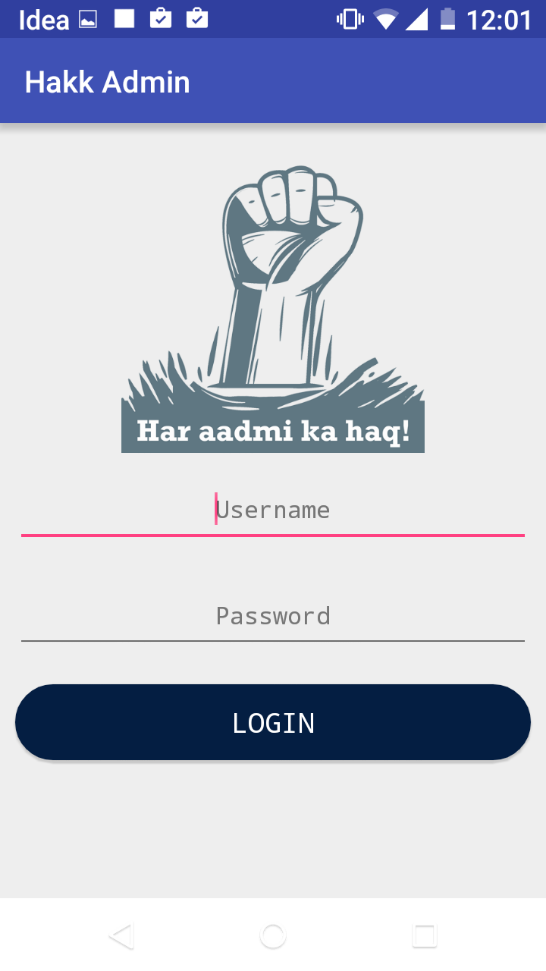 Idea 12:01
Hakk Admin
Har aadmi ka haq!
Username
Password
LOGIN